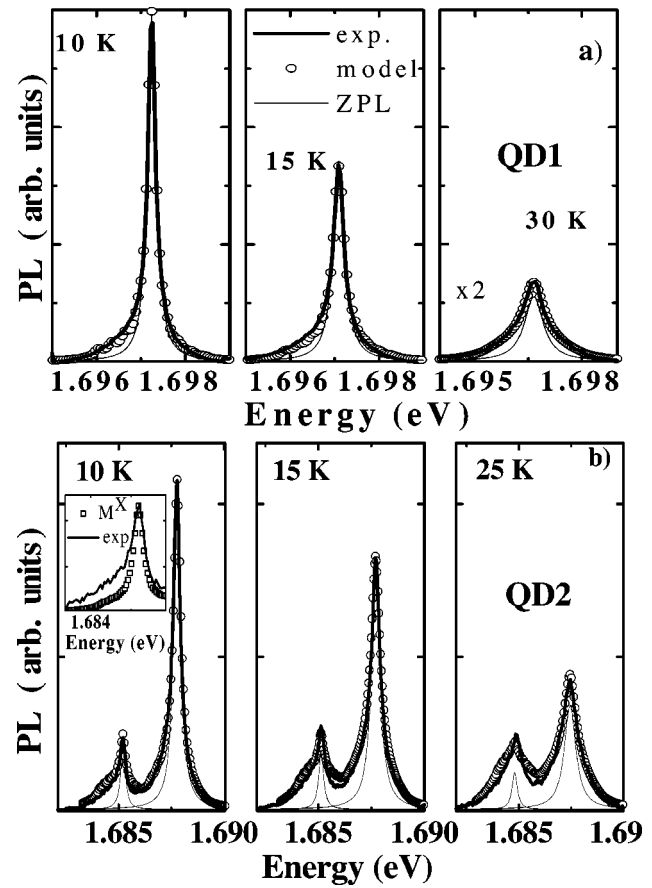 10 K
exp.
model
ZPL
a)
15 K
QD1
30 K
x2
PL ( arb. units)
1.696 1.698 1.696 1.698 1.695 1.698
Energy (eV)
10 K
15 K
25 K
b)
M^X
exp
1.684
Energy (eV)
QD2
PL ( arb. units)
1.685 1.690 1.685 1.685 1.69
Energy (eV)